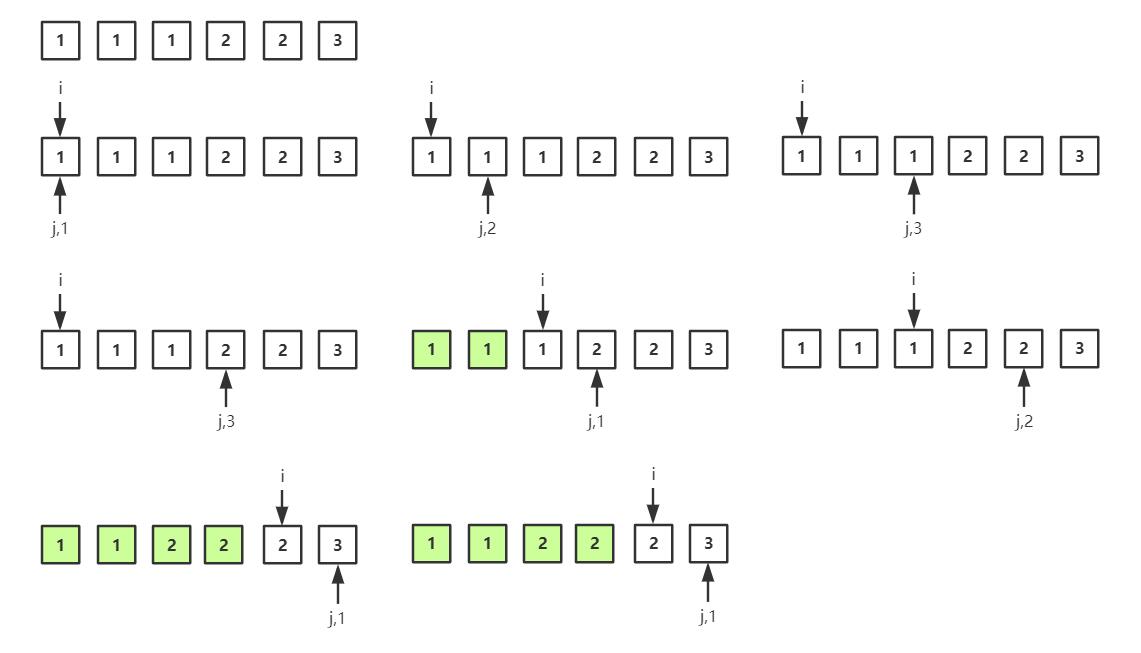 1 1 1 2 2 3
i i i
1 1 1 2 2 3 1 1 1 2 2 3 1 1 1 2 2 3
j,1 j,2 j,3
i i i
1 1 1 2 2 3 1 1 1 2 2 3 1 1 1 2 2 3
j,3 j,1 j,2
i i
1 1 2 2 2 3 1 1 2 2 2 3
j,1 j,1